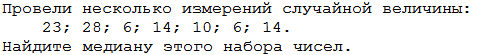 Провели несколько измерений случайной величины:
23; 28; 6; 14; 10; 6; 14.
Найдите медиану этого набора чисел.